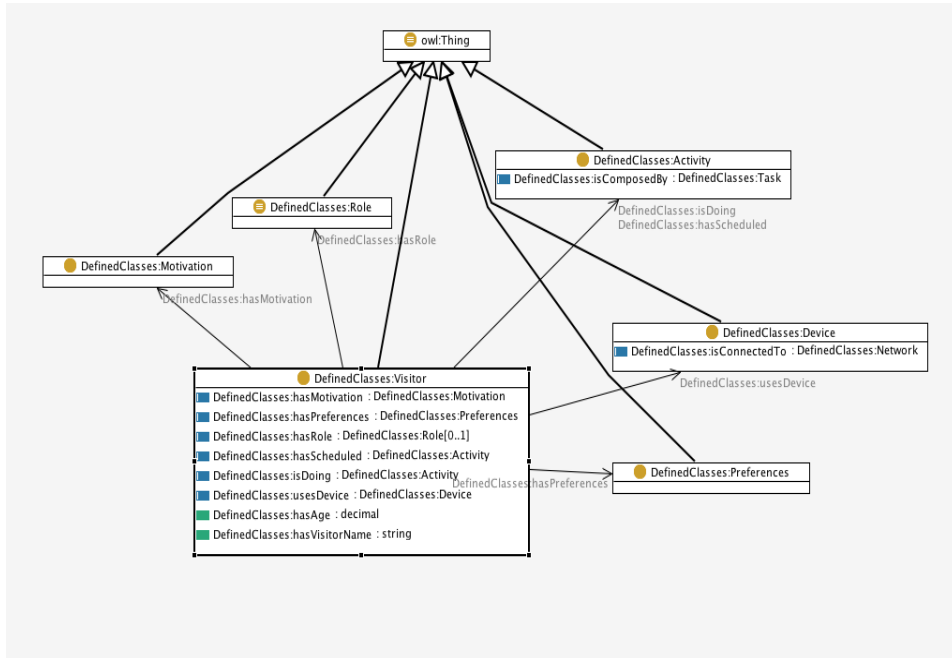 owl:Thing
DefinedClasses:Activity
DefinedClasses:isComposedBy : DefinedClasses:Task
DefinedClasses:isDoing
DefinedClasses:hasScheduled
DefinedClasses:Role
DefinedClasses:hasRole
DefinedClasses:Motivation
DefinedClasses:hasMotivation
DefinedClasses:Device
DefinedClasses:isConnectedTo : DefinedClasses:Network
DefinedClasses:usesDevice
DefinedClasses:Visitor
DefinedClasses:hasMotivation : DefinedClasses:Motivation
DefinedClasses:hasPreferences : DefinedClasses:Preferences
DefinedClasses:hasRole : DefinedClasses:Role[0..1]
DefinedClasses:hasScheduled : DefinedClasses:Activity
DefinedClasses:isDoing : DefinedClasses:Activity
DefinedClasses:usesDevice : DefinedClasses:Device
DefinedClasses:hasAge : decimal
DefinedClasses:hasVisitorName : string
DefinedClasses:hasPreferences
DefinedClasses:Preferences